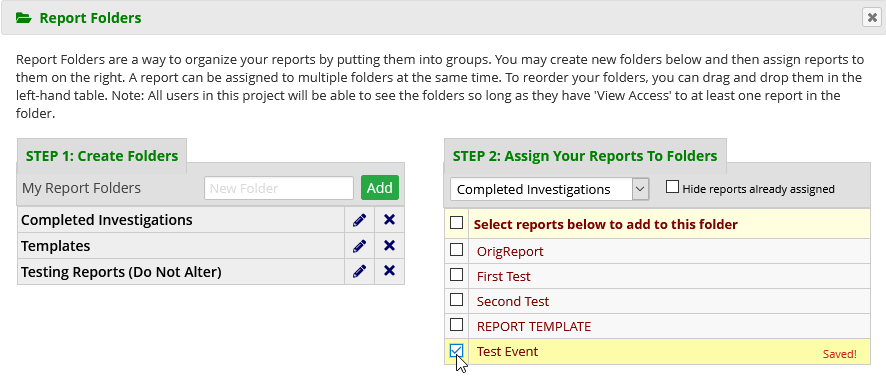 Report Folders
Report Folders are a way to organize your reports by putting them into groups. You may create new folders below and then assign reports to
them on the right. A report can be assigned to multiple folders at the same time. To reorder your folders, you can drag and drop them in the
left-hand table. Note: All users in this project will be able to see the folders so long as they have 'View Access' to at least one report in the
folder.
STEP 1: Create Folders
My Report Folders New Folder Add
Completed Investigations
Templates
Testing Reports (Do Not Alter)
STEP 2: Assign Your Reports To Folders
Completed Investigations Hide reports already assigned
Select reports below to add to this folder
OrigReport
First Test
Second Test
REPORT TEMPLATE
Test Event Saved!